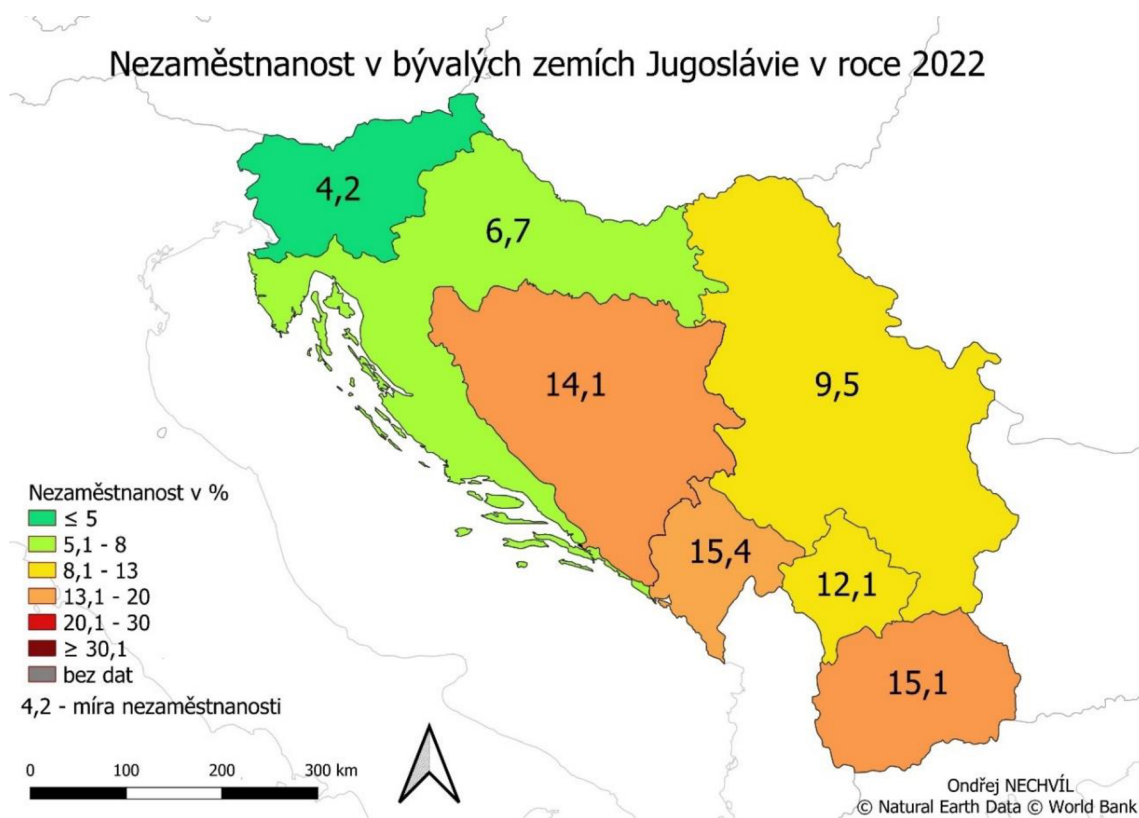 Nezaměstnanost v bývalých zemích Jugoslávie v roce 2022
4,2
6,7
14,1
9,5
15,4
12,1
15,1
Nezaměstnanost v %
≤ 5
5,1 - 8
8,1 - 13
13,1 - 20
20,1 - 30
≥ 30,1
bez dat
4,2 - míra nezaměstnanosti
0 100 200 300 km
Ondřej NECHVÍL
© Natural Earth Data © World Bank